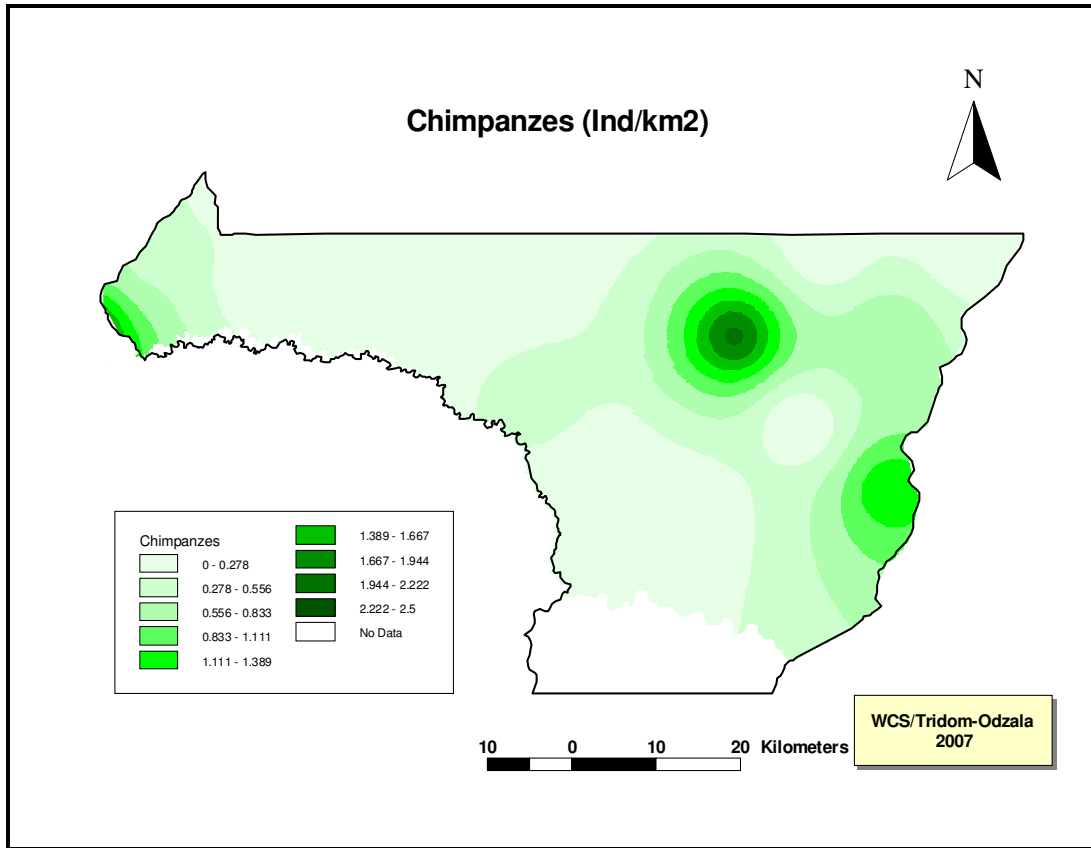 N
Chimpanzes (Ind/km2)
Chimpanzes
0 - 0.278
0.278 - 0.556
0.556 - 0.833
0.833 - 1.111
1.111 - 1.389
1.389 - 1.667
1.667 - 1.944
1.944 - 2.222
2.222 - 2.5
No Data
10 0 10 20 Kilometers
WCS/Tridom-Odzala
2007